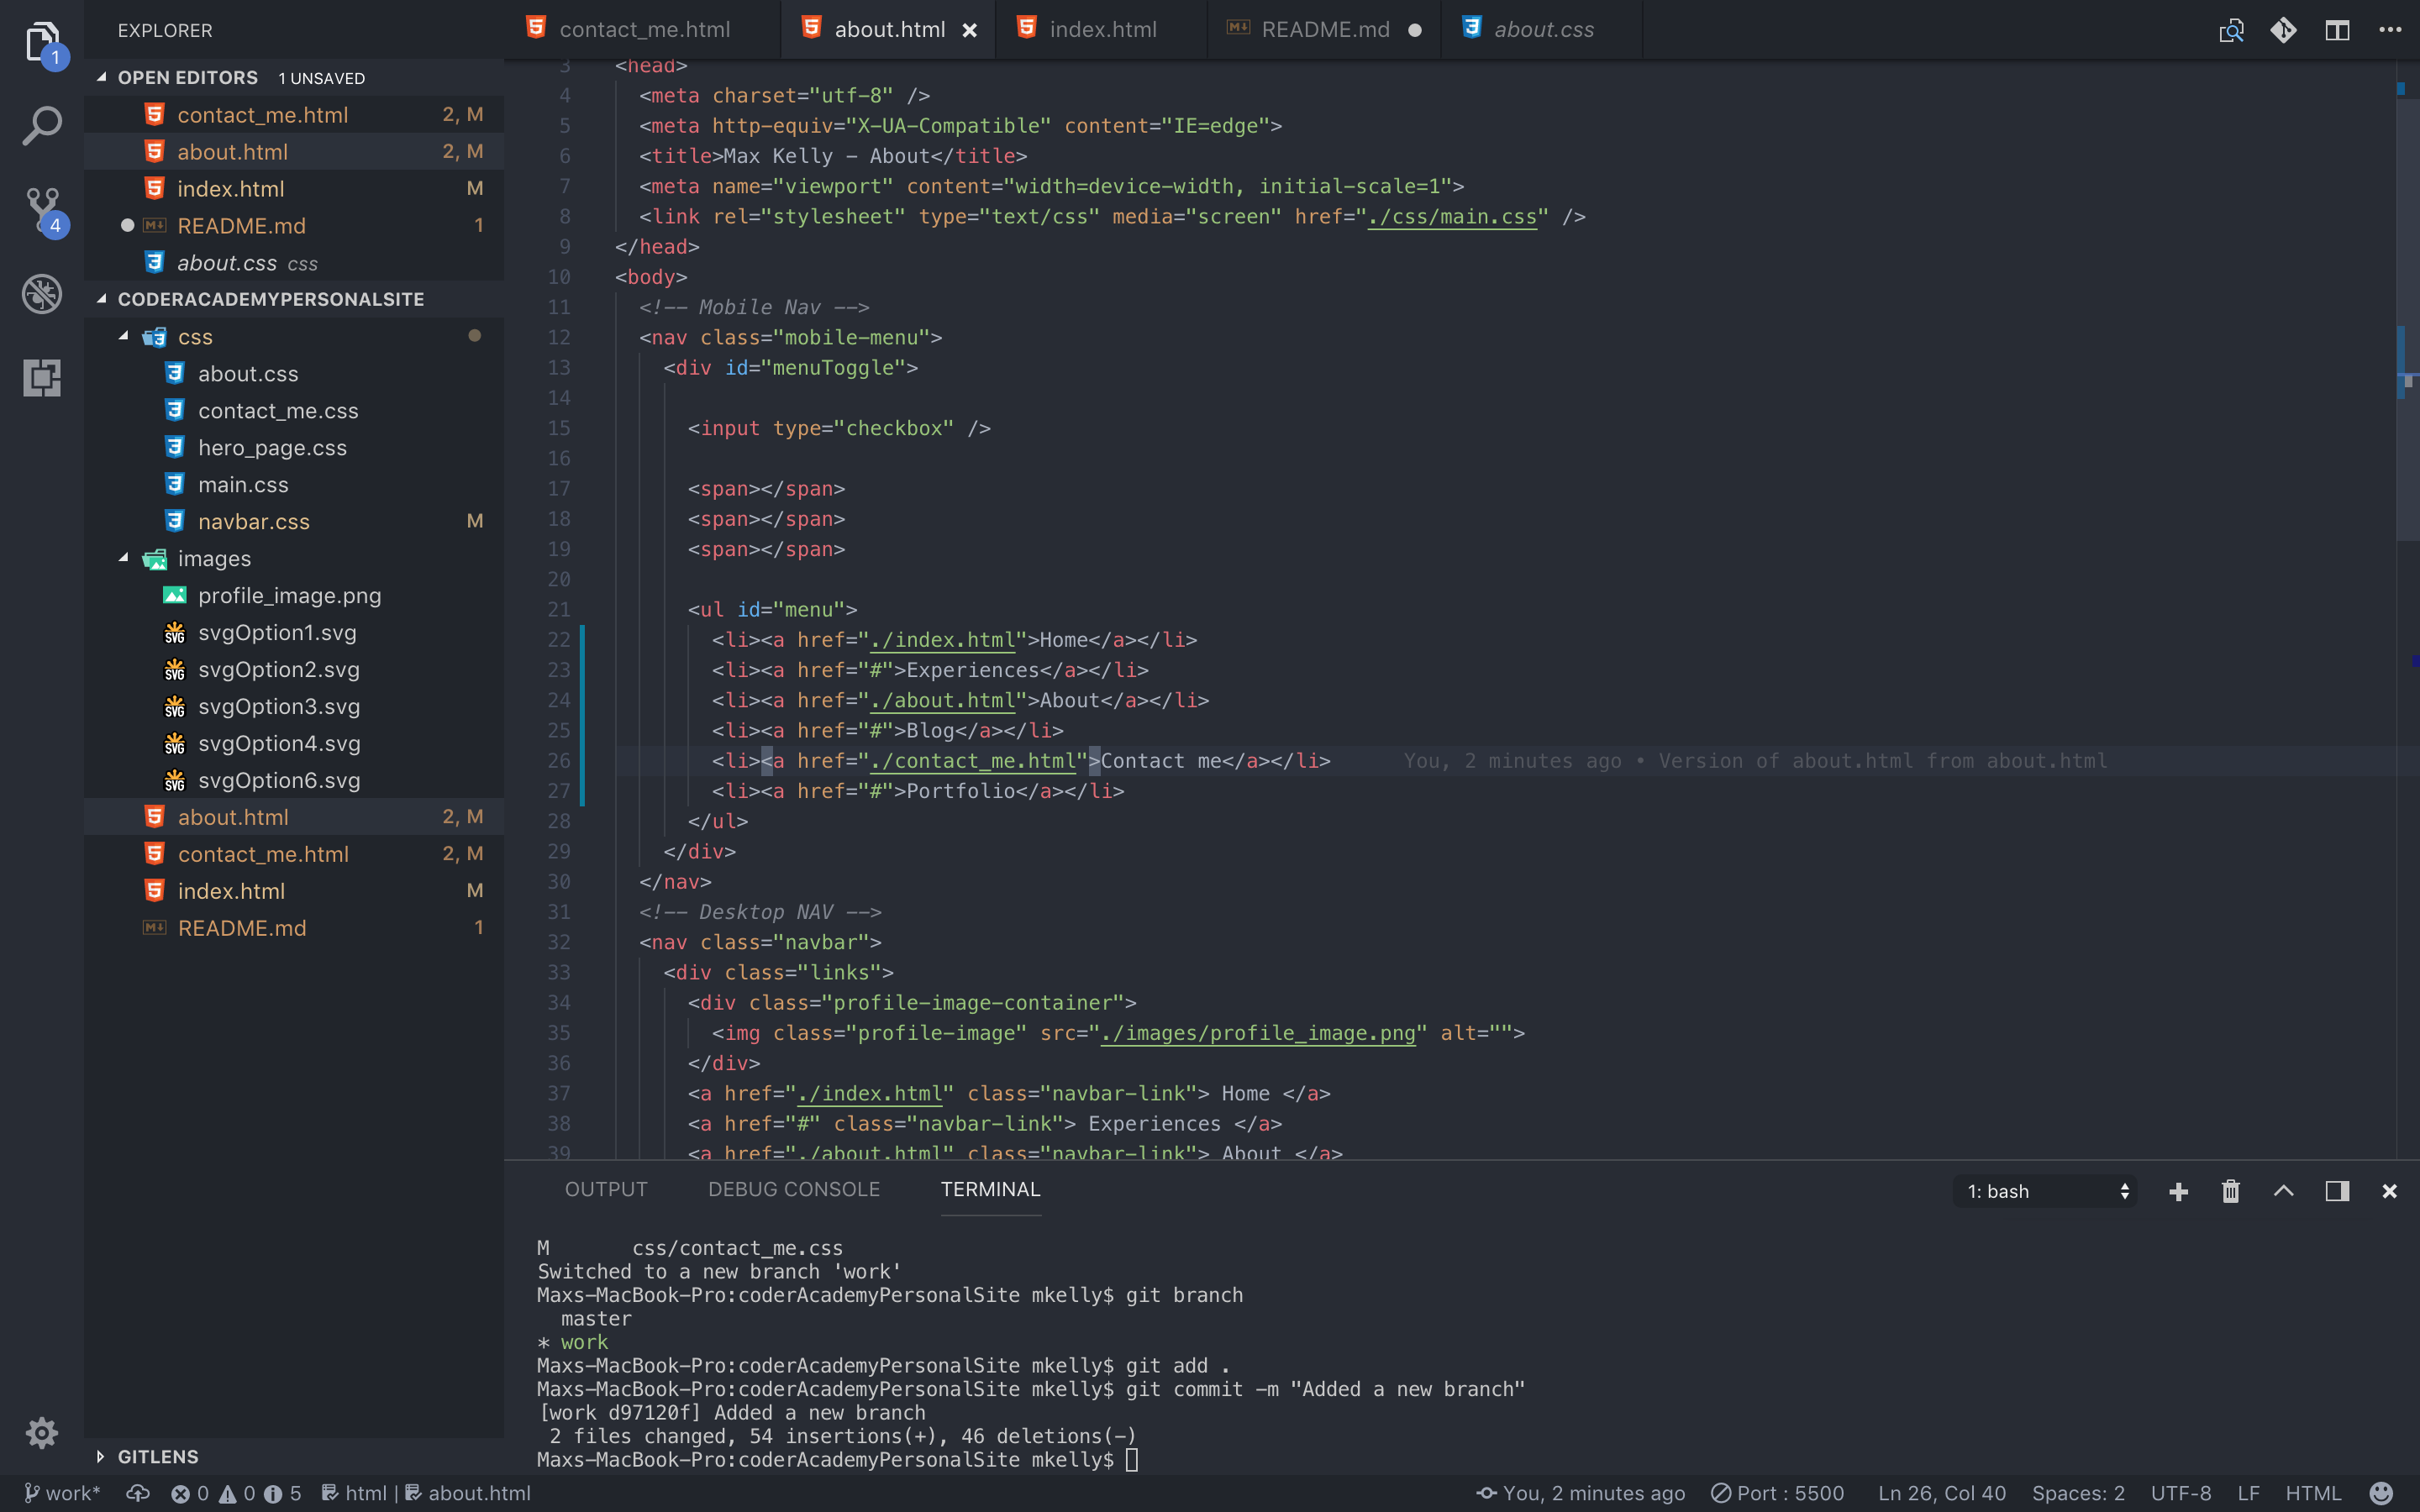 EXPLORER
OPEN EDITORS 1 UNSAVED
contact_me.html 2, M
about.html 2, M
index.html M
README.md 1
about.css css
CODERACADEMYPERSONALSITE
css
about.css
contact_me.css
hero_page.css
main.css
navbar.css M
images
profile_image.png
svgOption1.svg
svgOption2.svg
svgOption3.svg
svgOption4.svg
svgOption6.svg
about.html 2, M
contact_me.html 2, M
index.html M
README.md 1
GITLENS
1
4
contact_me.html about.html index.html README.md about.css
3 <head>
4 <meta charset="utf-8" />
5 <meta http-equiv="X-UA-Compatible" content="IE=edge">
6 <title>Max Kelly - About</title>
7 <meta name="viewport" content="width=device-width, initial-scale=1">
8 <link rel="stylesheet" type="text/css" media="screen" href="./css/main.css" />
9 </head>
10 <body>
11 <!-- Mobile Nav -->
12 <nav class="mobile-menu">
13 <div id="menuToggle">
14
15 <input type="checkbox" />
16
17 <span></span>
18 <span></span>
19 <span></span>
20
21 <ul id="menu">
22 <li><a href="./index.html">Home</a></li>
23 <li><a href="#">Experiences</a></li>
24 <li><a href="./about.html">About</a></li>
25 <li><a href="#">Blog</a></li>
26 <li><a href="./contact_me.html">Contact me</a></li> You, 2 minutes ago • Version of about.html from about.html
27 <li><a href="#">Portfolio</a></li>
28 </ul>
29 </div>
30 </nav>
31 <!-- Desktop NAV -->
32 <nav class="navbar">
33 <div class="links">
34 <div class="profile-image-container">
35 <img class="profile-image" src="./images/profile_image.png" alt="">
36 </div>
37 <a href="./index.html" class="navbar-link"> Home </a>
38 <a href="#" class="navbar-link"> Experiences </a>
39 <a href="./about.html" class="navbar-link"> About </a>
OUTPUT DEBUG CONSOLE TERMINAL 1: bash
M css/contact_me.css
Switched to a new branch 'work'
Maxs-MacBook-Pro:coderAcademyPersonalSite mkelly$ git branch
master
* work
Maxs-MacBook-Pro:coderAcademyPersonalSite mkelly$ git add .
Maxs-MacBook-Pro:coderAcademyPersonalSite mkelly$ git commit -m "Added a new branch"
[work d97120f] Added a new branch
2 files changed, 54 insertions(+), 46 deletions(-)
Maxs-MacBook-Pro:coderAcademyPersonalSite mkelly$
work* 0 0 5 html | about.html You, 2 minutes ago Port : 5500 Ln 26, Col 40 Spaces: 2 UTF-8 LF HTML